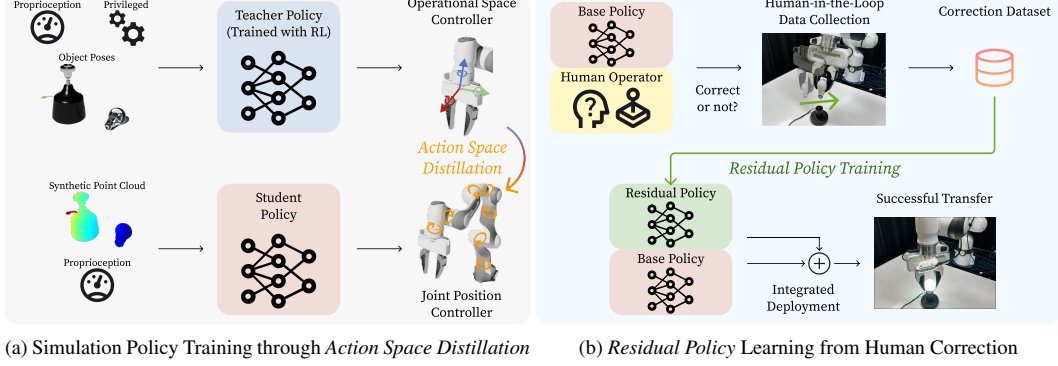 Proprioception
Privileged
Object Poses
Teacher Policy
(Trained with RL)
Operational Space
Controller
Action Space
Distillation
Synthetic Point Cloud
Proprioception
Student
Policy
Joint Position
Controller
(a) Simulation Policy Training through Action Space Distillation
Base Policy
Human Operator
?
Correct
or not?
Human-in-the-Loop
Data Collection
Correction Dataset
Residual Policy Training
Residual Policy
Base Policy
Integrated
Deployment
Successful Transfer
(b) Residual Policy Learning from Human Correction